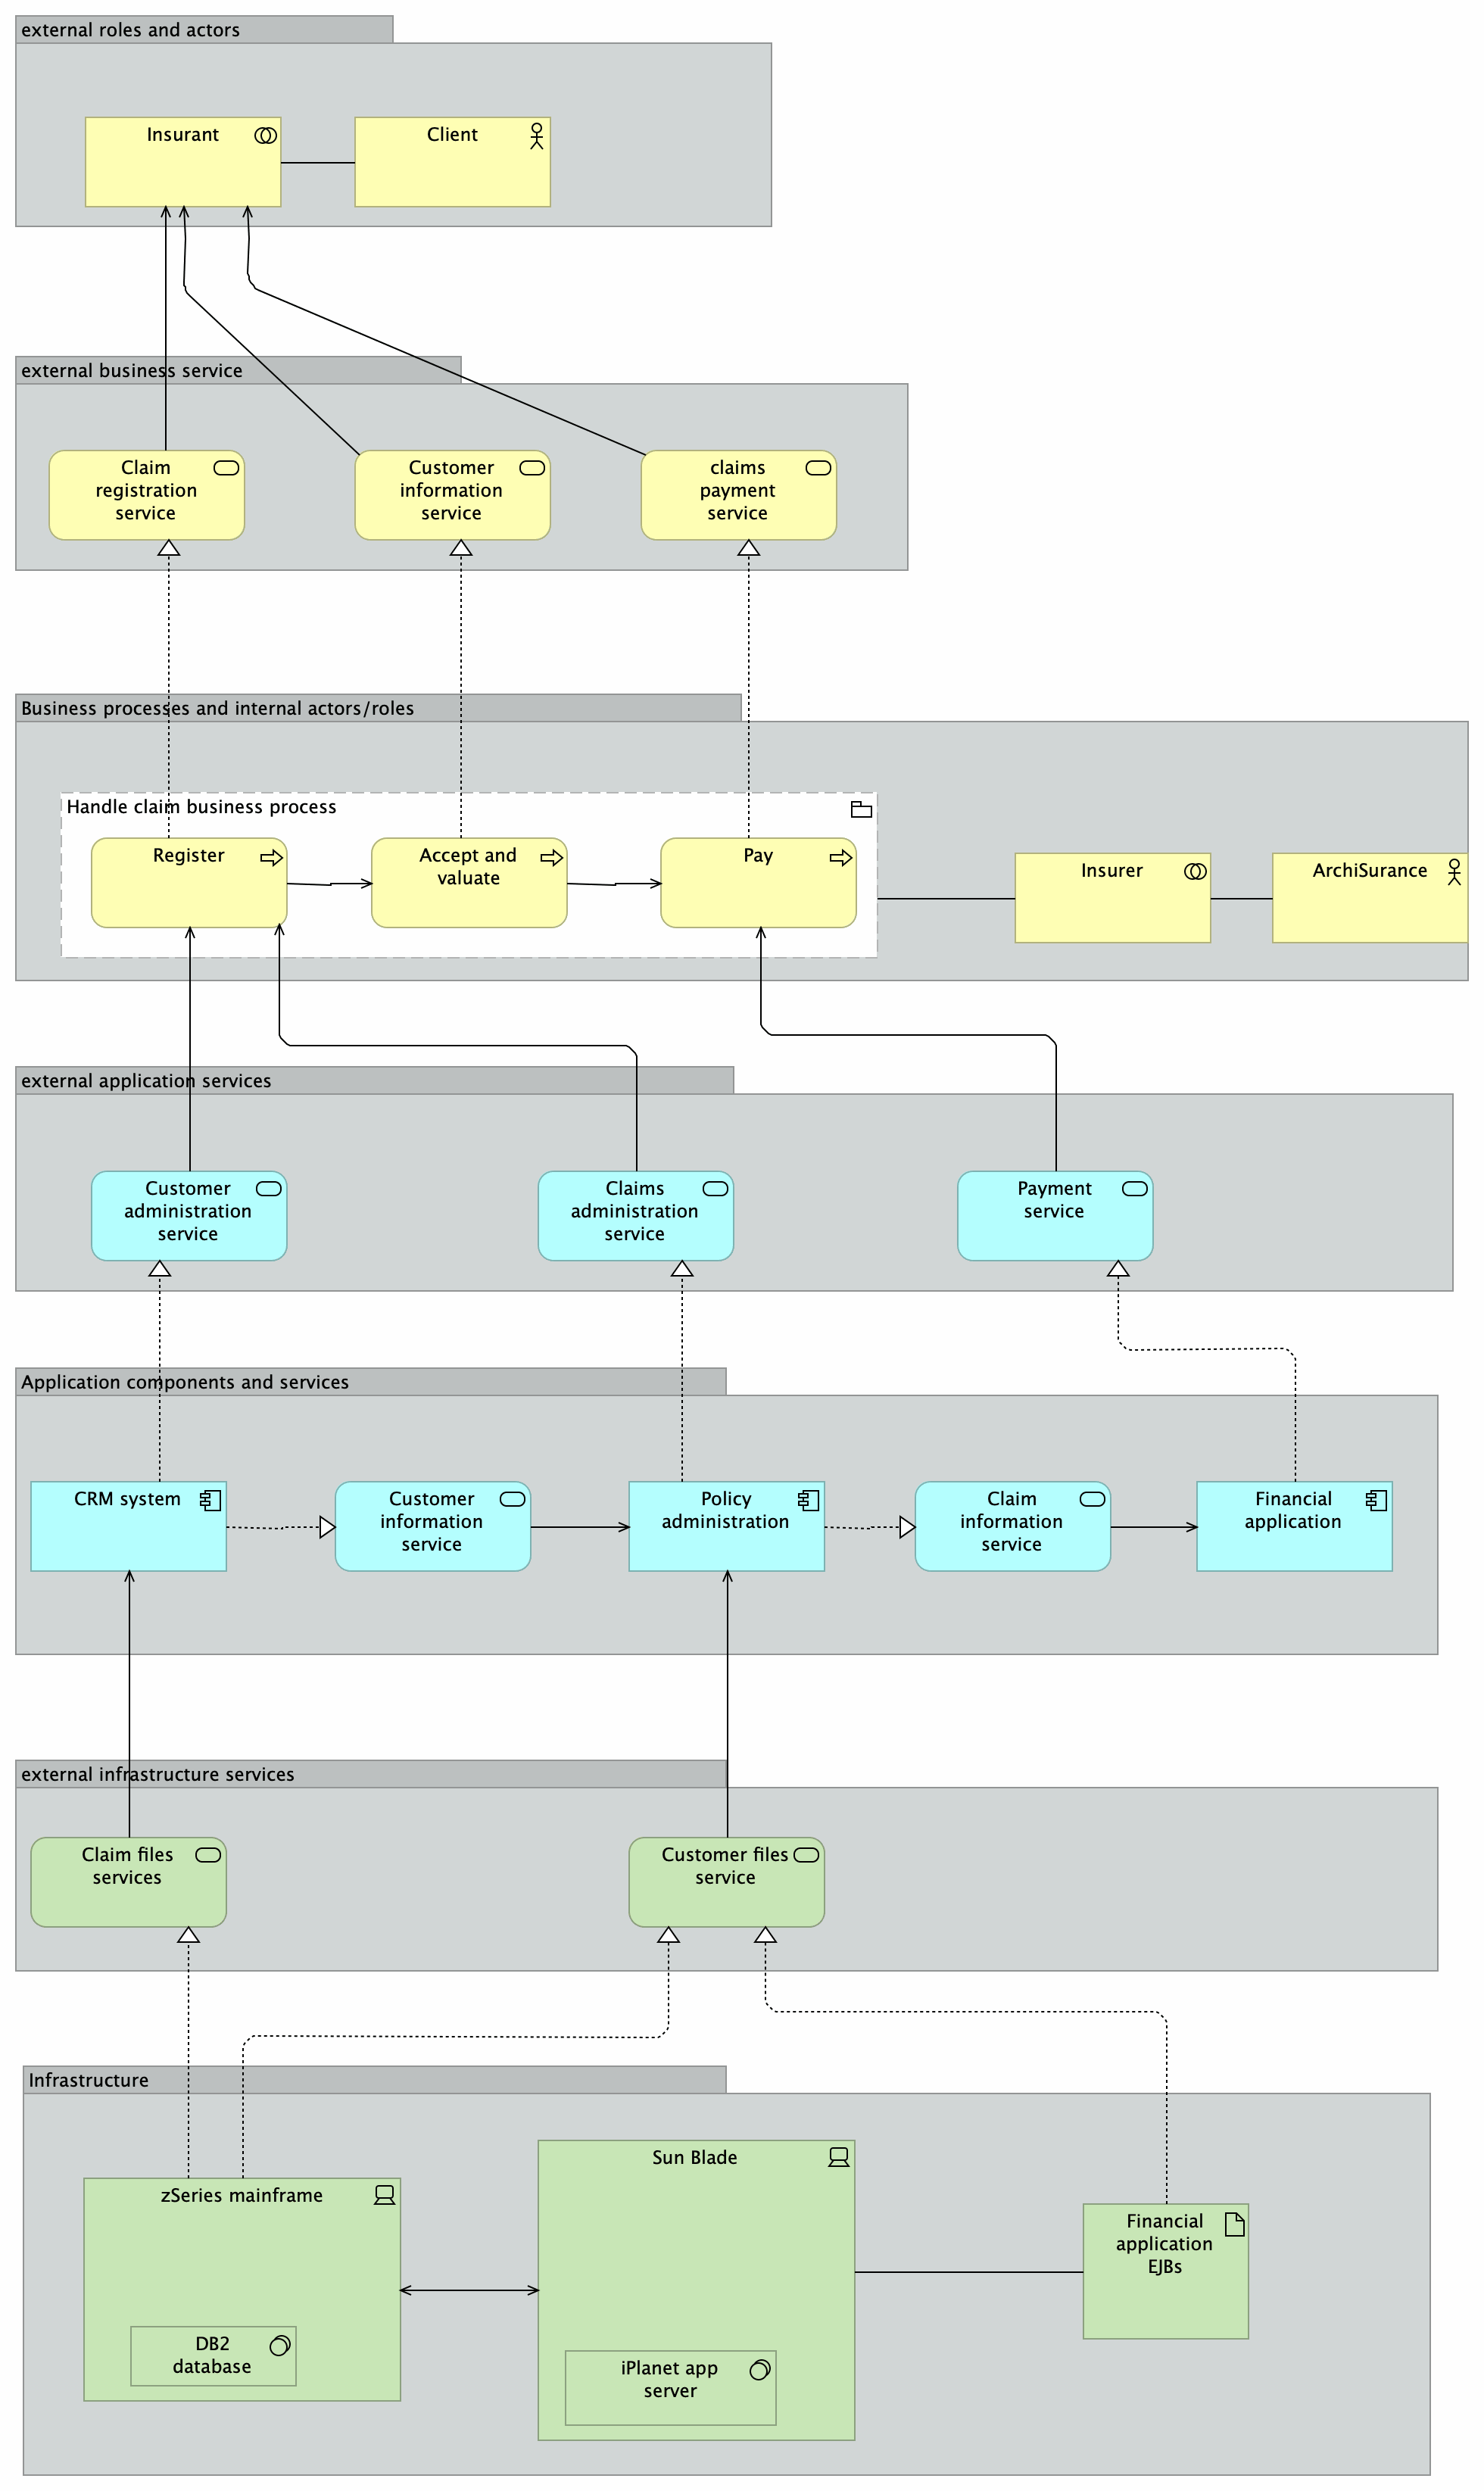 external roles and actors
Insurant
Client
external business service
Claim
registration
service
Customer
information
service
claims
payment
service
Business processes and internal actors/roles
Handle claim business process
Register
Accept and
valuate
Pay
Insurer
ArchiSurance
external application services
Customer
administration
service
Claims
administration
service
Payment
service
Application components and services
CRM system
Customer
information
service
Policy
administration
Claim
information
service
Financial
application
external infrastructure services
Claim files
services
Customer files
service
Infrastructure
zSeries mainframe
DB2
database
Sun Blade
iPlanet app
server
Financial
application
EJBs